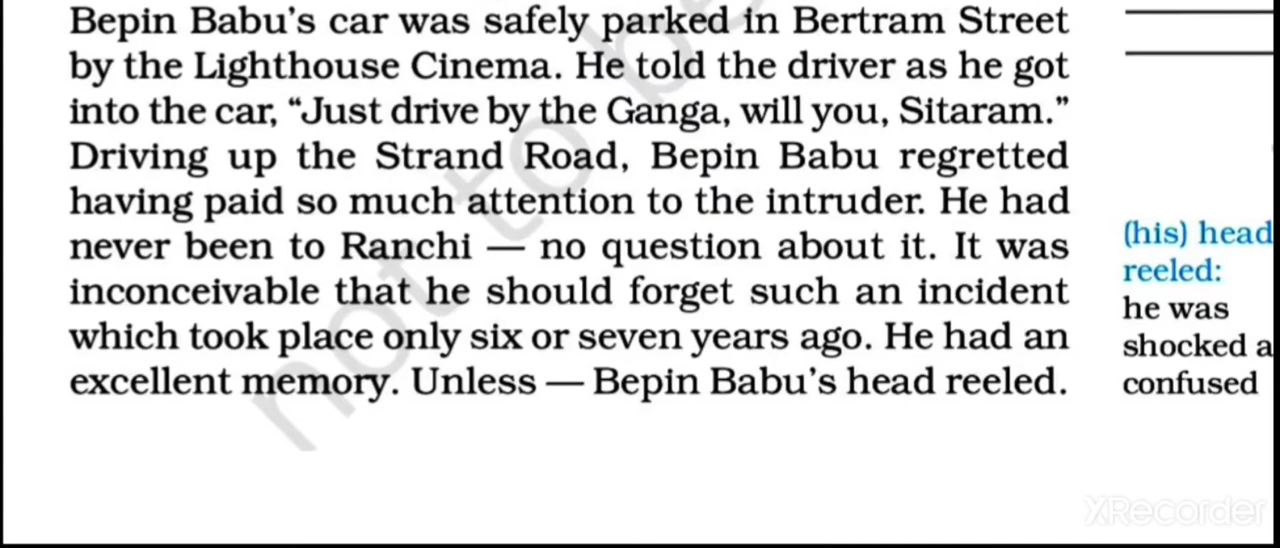 Bepin Babu's car was safely parked in Bertram Street
by the Lighthouse Cinema. He told the driver as he got
into the car, “Just drive by the Ganga, will you, Sitaram.”
Driving up the Strand Road, Bepin Babu regretted
having paid so much attention to the intruder. He had
never been to Ranchi — no question about it. It was
inconceivable that he should forget such an incident
which took place only six or seven years ago. He had an
excellent memory. Unless — Bepin Babu's head reeled.
(his) head
reeled:
he was
shocked a
confused
not to be
XRecorder